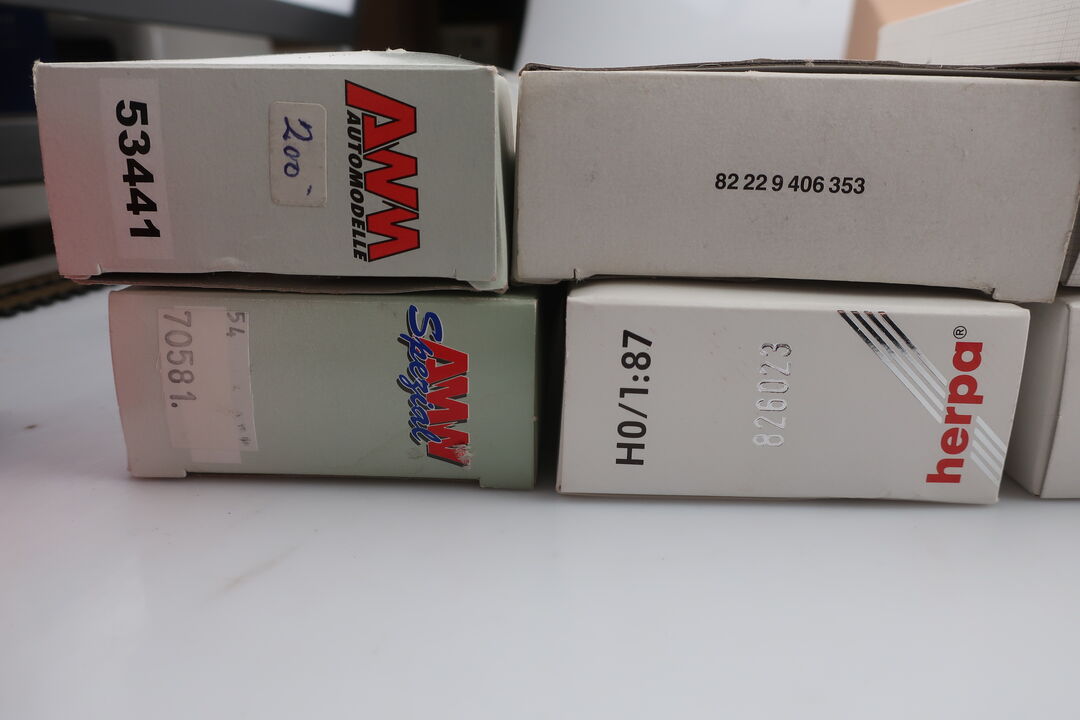 53441
200
AWM
AUTOMODELLE
82 22 9 406 353
54
70581.
AWM
Spezial
H0/1:87
826023
herpa®